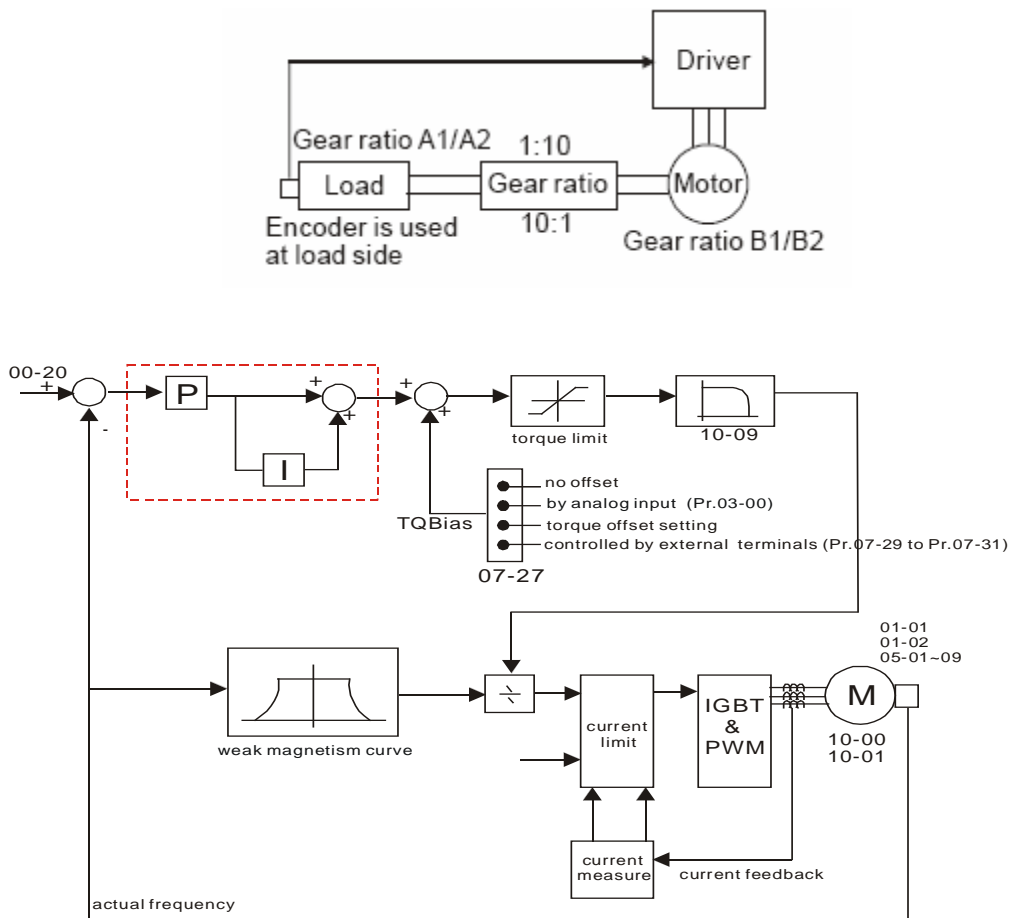 Driver
Gear ratio A1/A2
1:10
Load
Gear ratio
Motor
Encoder is used
at load side
10:1
Gear ratio B1/B2
00-20
+
-
P
I
+
+
+
+
torque limit
10-09
TQBias
no offset
by analog input (Pr.03-00)
torque offset setting
controlled by external terminals (Pr.07-29 to Pr.07-31)
07-27
01-01
01-02
05-01~09
weak magnetism curve
÷
current
limit
IGBT
&
PWM
M
10-00
10-01
current
measure
current feedback
actual frequency